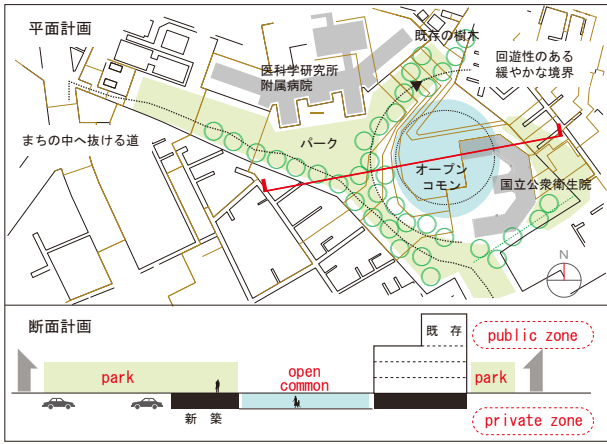 平面計画
既存の樹木
医科学研究所
附属病院
回遊性のある
緩やかな境界
まちの中へ抜ける道
パーク
オープン
コモン
国立公衆衛生院
N
断面計画
既存
public zone
park
open
common
park
新築
private zone